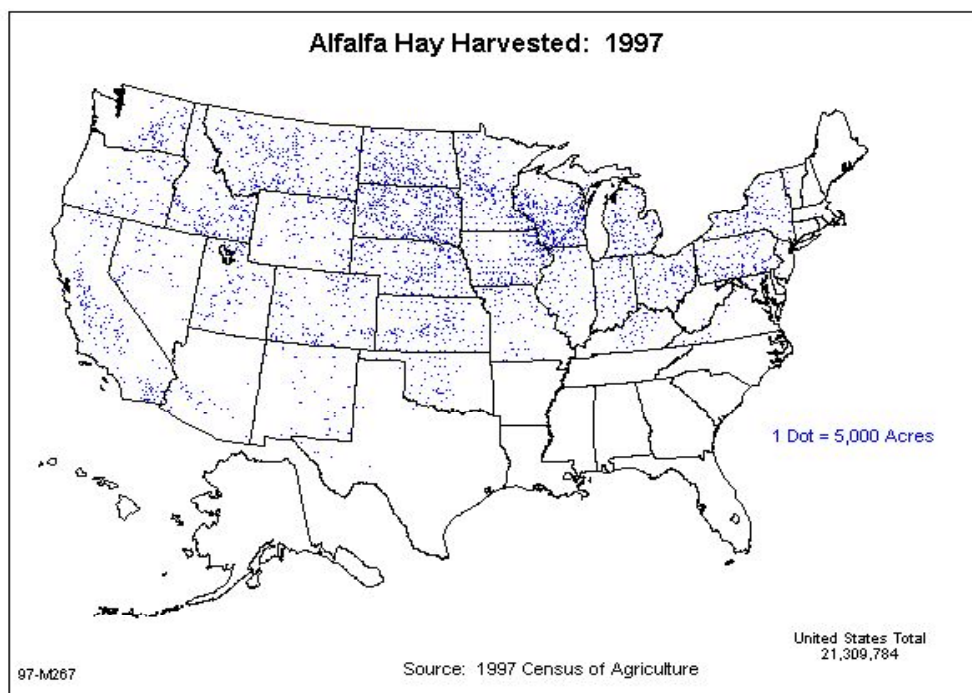 Alfalfa Hay Harvested: 1997
1 Dot = 5,000 Acres
United States Total
21,309,784
97-M267
Source: 1997 Census of Agriculture